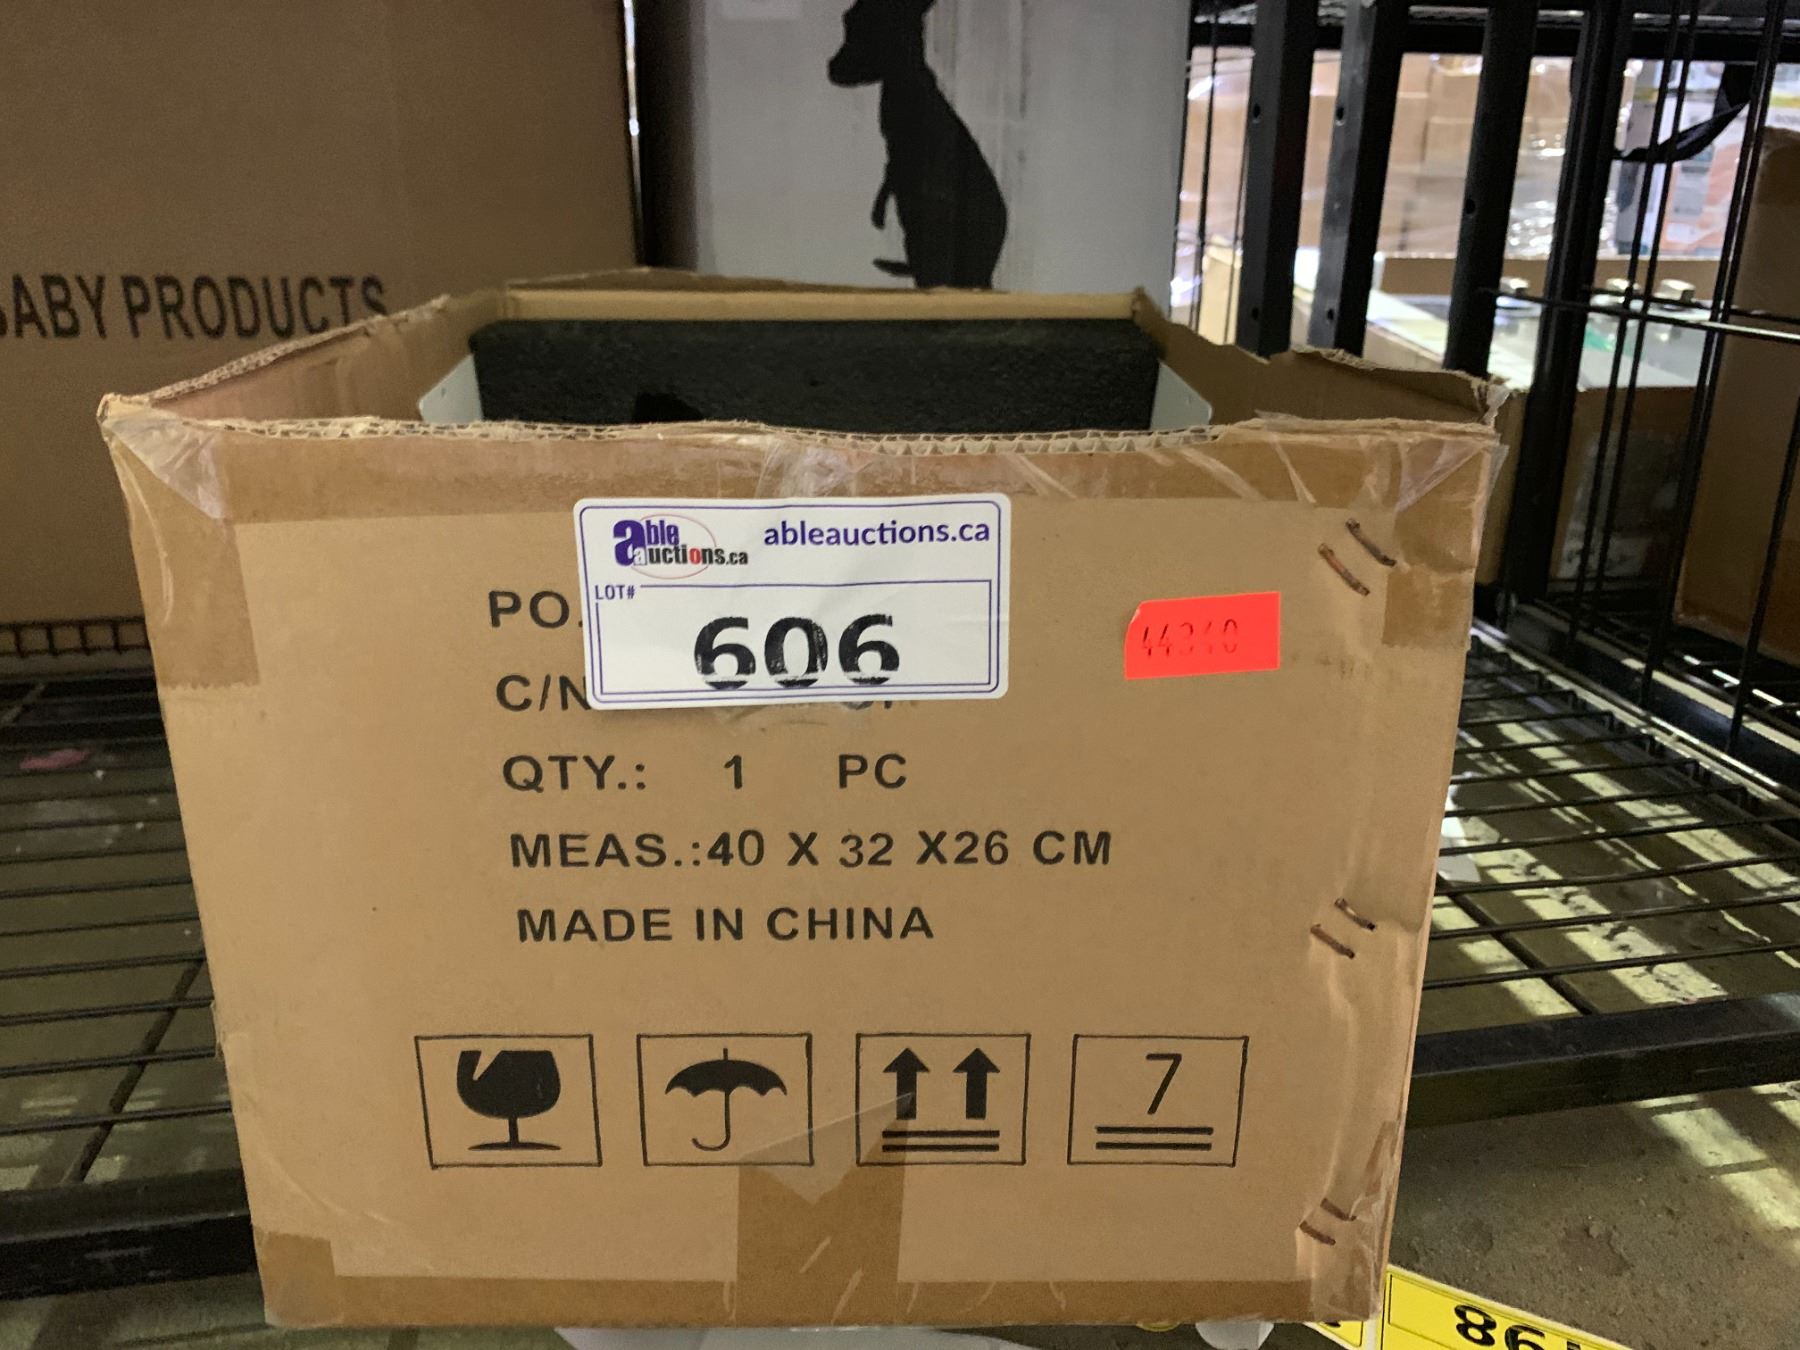 PRODUCTS
able auctions.ca
ableauctions.ca
LOT#
606
PO.
C/N
QTY.: 1 PC
MEAS.:40 X 32 X26 CM
MADE IN CHINA
7